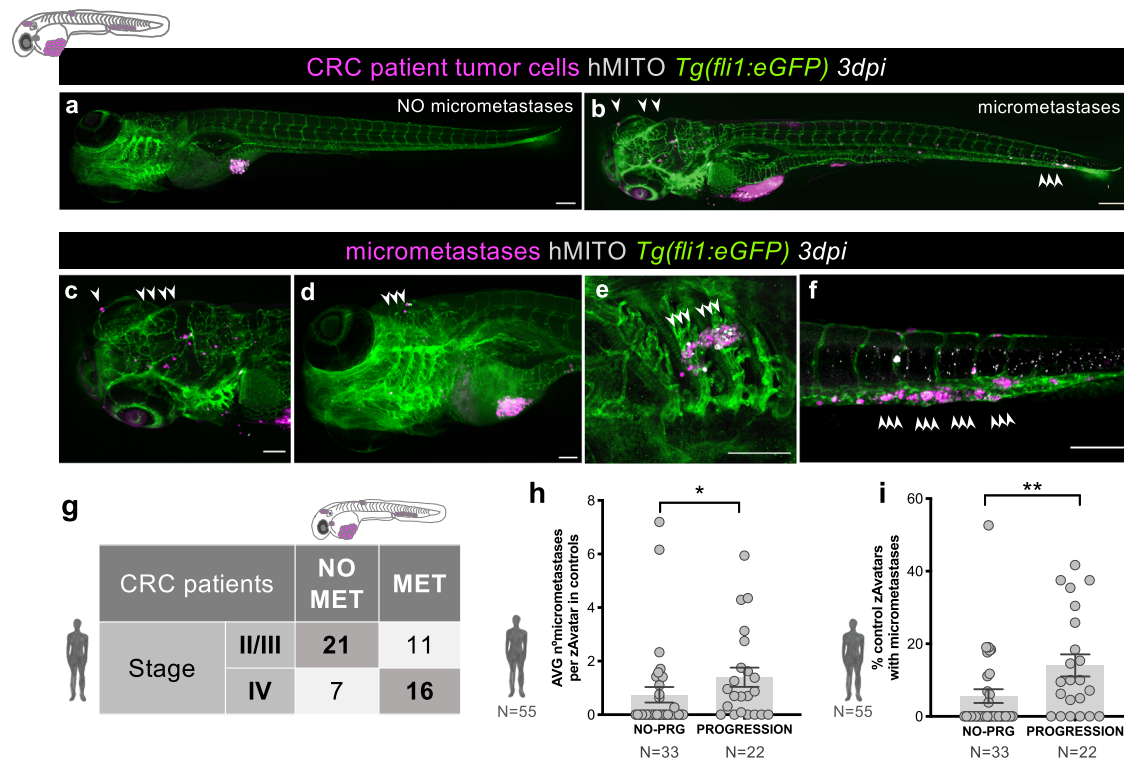 CRC patient tumor cells hMITO Tg(fli1:eGFP) 3dpi
a
NO micrometastases
b
micrometastases
micrometastases hMITO Tg(fli1:eGFP) 3dpi
c
d
e
f
g
CRC patients
NO
MET
MET
Stage
II/III
21
11
IV
7
16
N=55
h
AVG nºmicrometastases
per zAvatar in controls
8
6
4
2
0
*
NO-PRG
PROGRESSION
N=33
N=22
N=55
i
% control zAvatars
with micrometastases
60
40
20
0
**
NO-PRG
PROGRESSION
N=33
N=22